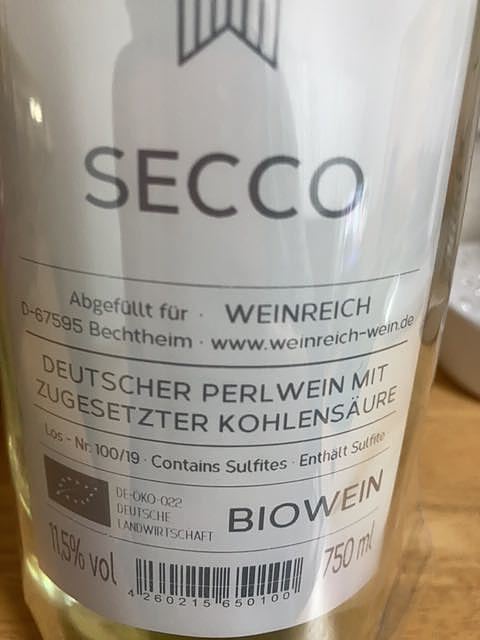 SECCO
Abgefüllt für · WEINREICH
D-67595 Bechtheim · www.weinreich-wein.de
DEUTSCHER PERLWEIN MIT
ZUGESETZTER KOHLENSÄURE
Los - Nr. 100/19 · Contains Sulfites · Enthält Sulfite
DE-ÖKO-022
DEUTSCHE
LANDWIRTSCHAFT
BIOWEIN
11,5% vol
4 260215 650100
750 ml